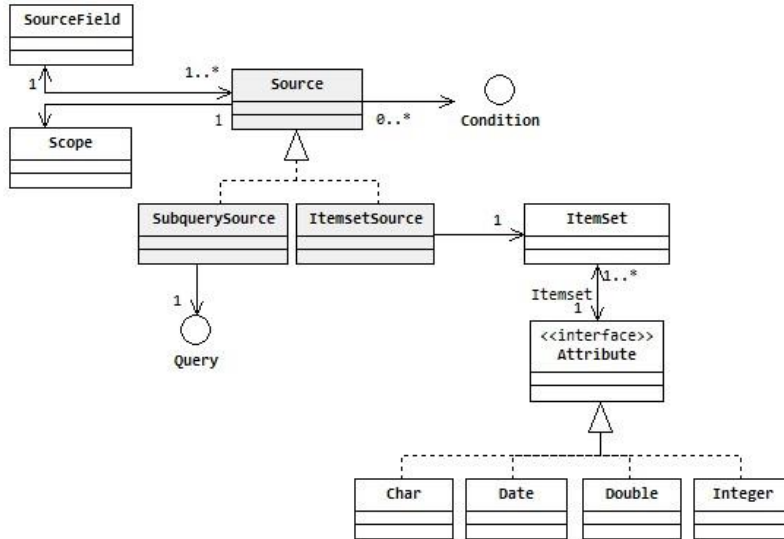 SourceField
1
1..*
Source
1
0..*
Condition
Scope
SubquerySource
ItemsetSource
1
ItemSet
1
Query
1..*
Itemset
1
<<interface>>
Attribute
Char
Date
Double
Integer